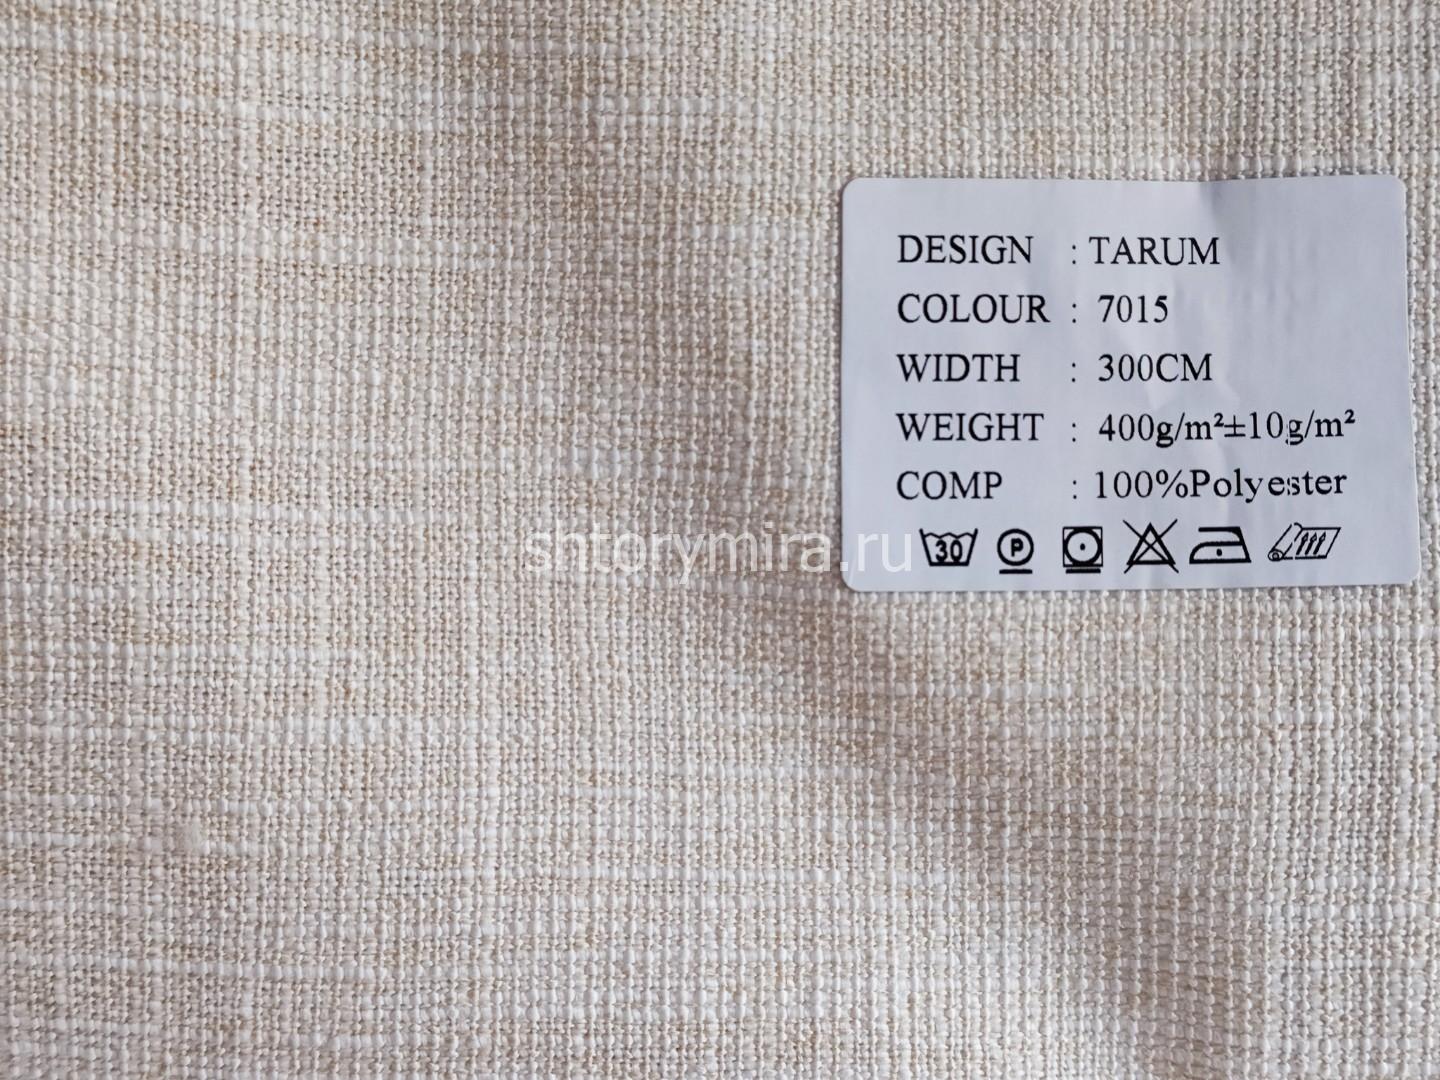 DESIGN : TARUM
COLOUR : 7015
WIDTH : 300CM
WEIGHT : 400g/m²±10g/m²
COMP : 100%Polyester
30 P
shtorymira.ru